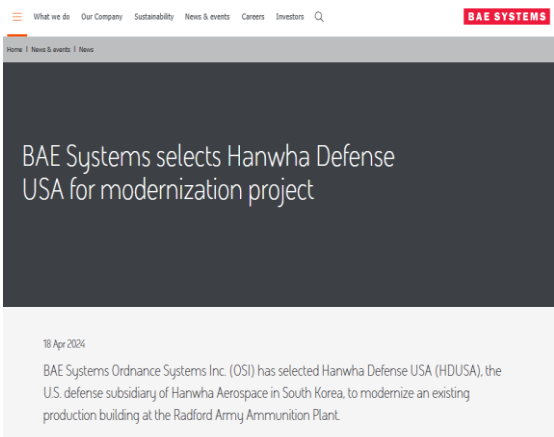 What we do Our Company Sustainability News & events Careers Investors BAE SYSTEMS
Home | News & events | News
BAE Systems selects Hanwha Defense
USA for modernization project
18 Apr 2024
BAE Systems Ordnance Systems Inc. (OSI) has selected Hanwha Defense USA (HDUSA), the
U.S. defense subsidiary of Hanwha Aerospace in South Korea, to modernize an existing
production building at the Radford Army Ammunition Plant.